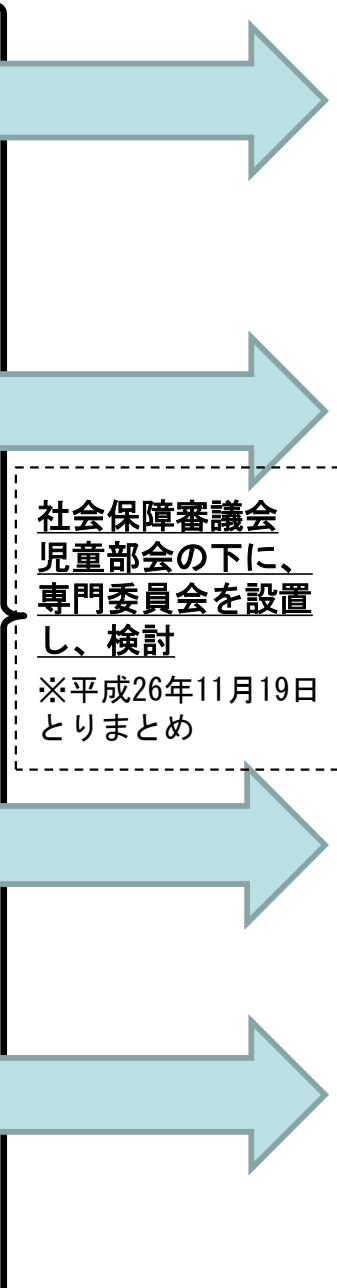 社会保障審議会
児童部会の下に、
専門委員会を設置
し、検討
※平成26年11月19日
とりまとめ